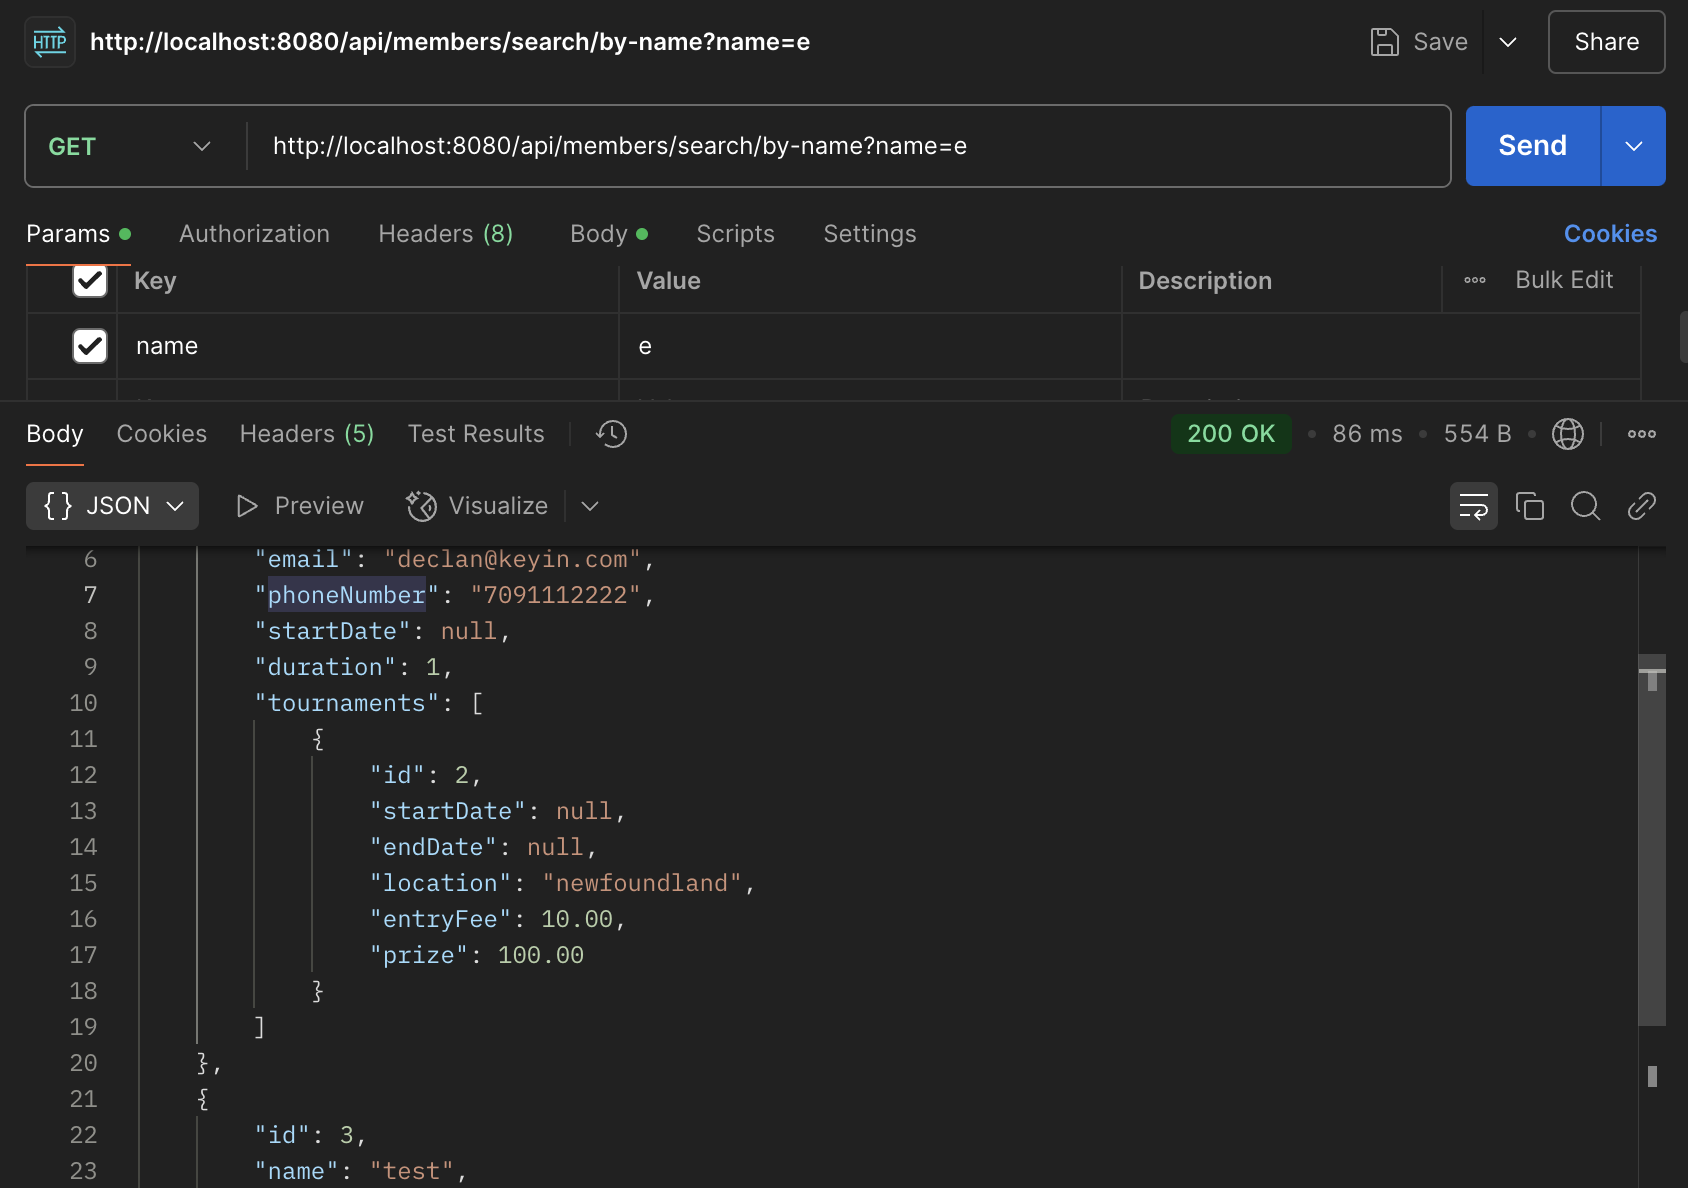 HTTP http://localhost:8080/api/members/search/by-name?name=e Save Share
GET http://localhost:8080/api/members/search/by-name?name=e Send
Params Authorization Headers (8) Body Scripts Settings Cookies
Key Value Description Bulk Edit
name e
Body Cookies Headers (5) Test Results 200 OK 86 ms 554 B
{} JSON Preview Visualize
6 "email": "declan@keyin.com",
7 "phoneNumber": "7091112222",
8 "startDate": null,
9 "duration": 1,
10 "tournaments": [
11 {
12 "id": 2,
13 "startDate": null,
14 "endDate": null,
15 "location": "newfoundland",
16 "entryFee": 10.00,
17 "prize": 100.00
18 }
19 ]
20 },
21 {
22 "id": 3,
23 "name": "test",